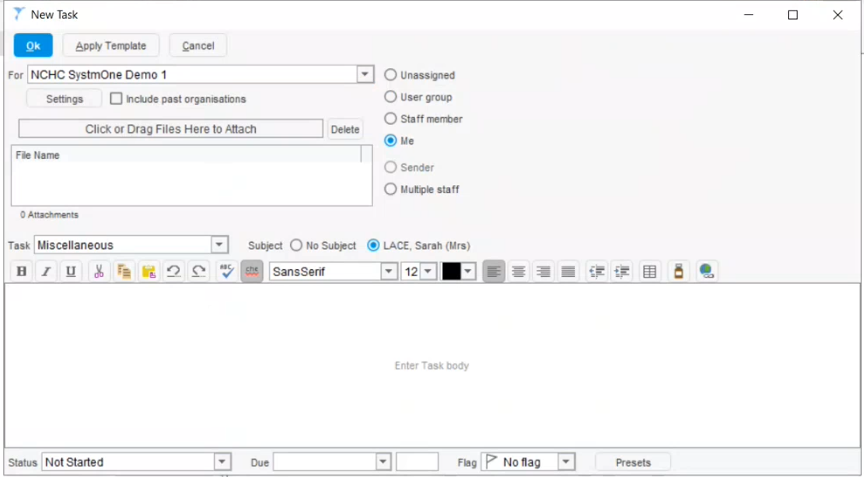 New Task
Ok Apply Template Cancel
For NCHC SystmOne Demo 1 Unassigned
Settings Include past organisations User group
Click or Drag Files Here to Attach Delete Staff member
File Name Me
Sender
Multiple staff
0 Attachments
Task Miscellaneous Subject No Subject LACE, Sarah (Mrs)
B I U ABC the SansSerif 12
Enter Task body
Status Not Started Due Flag No flag Presets